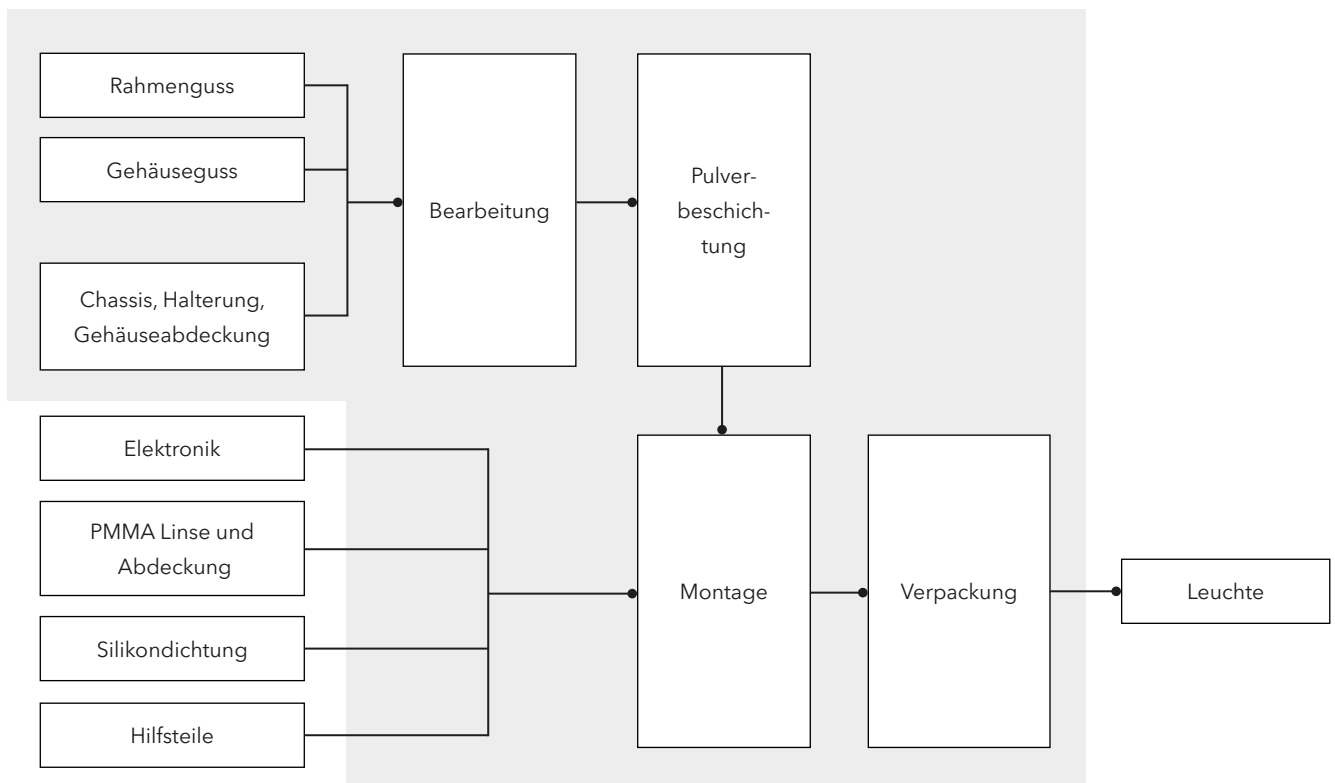 Rahmenguss
Gehäuseguss
Chassis, Halterung,
Gehäuseabdeckung
Bearbeitung
Pulver-
beschich-
tung
Elektronik
PMMA Linse und
Abdeckung
Silikondichtung
Hilfsteile
Montage
Verpackung
Leuchte